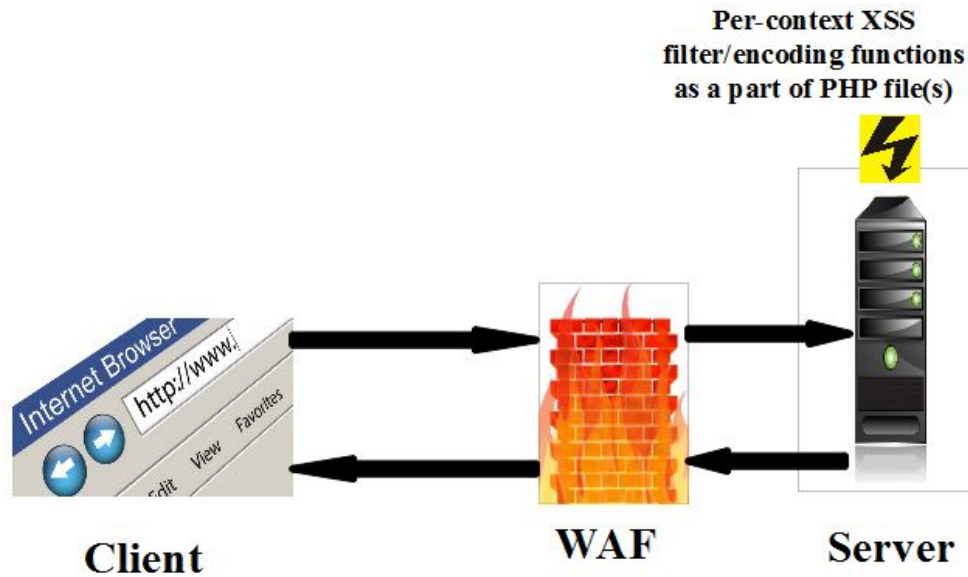 Per-context XSS
filter/encoding functions
as a part of PHP file(s)
Internet Browser
http://www.
Edit
View
Favorites
Client
WAF
Server